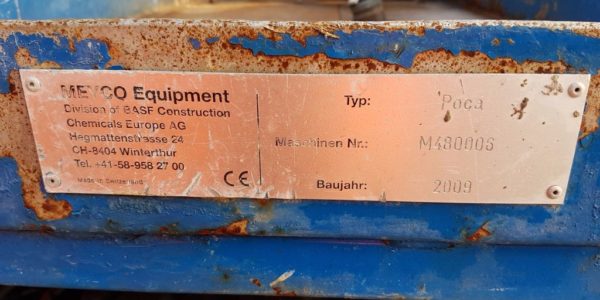 MEYCO Equipment
Division of BASF Construction
Chemicals Europe AG
Hegmattenstrasse 24
CH-8404 Winterthur
Tel. +41-58-958 27 00
Made in Switzerland
CE
Typ: Poca
Maschinen Nr.: M480006
Baujahr: 2009